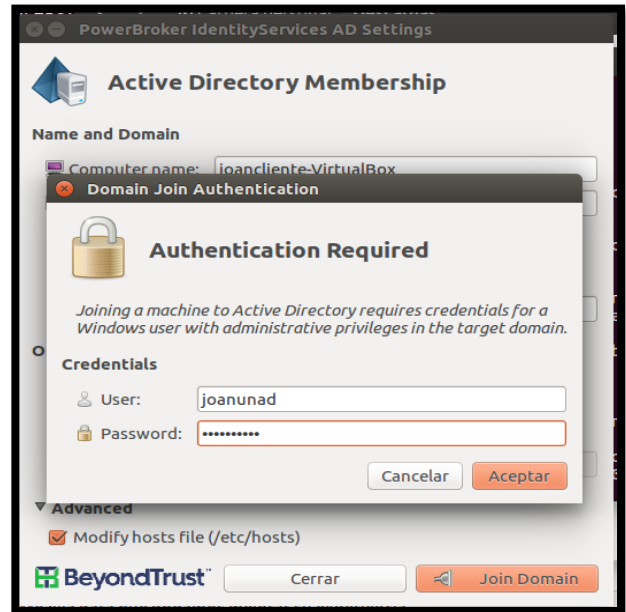 PowerBroker IdentityServices AD Settings
Active Directory Membership
Name and Domain
Computer name: joancliente-VirtualBox
Domain Join Authentication
Authentication Required
Joining a machine to Active Directory requires credentials for a
Windows user with administrative privileges in the target domain.
Credentials
User: joanunad
Password: ••••••••••
Cancelar Aceptar
Advanced
Modify hosts file (/etc/hosts)
BeyondTrust™ Cerrar Join Domain